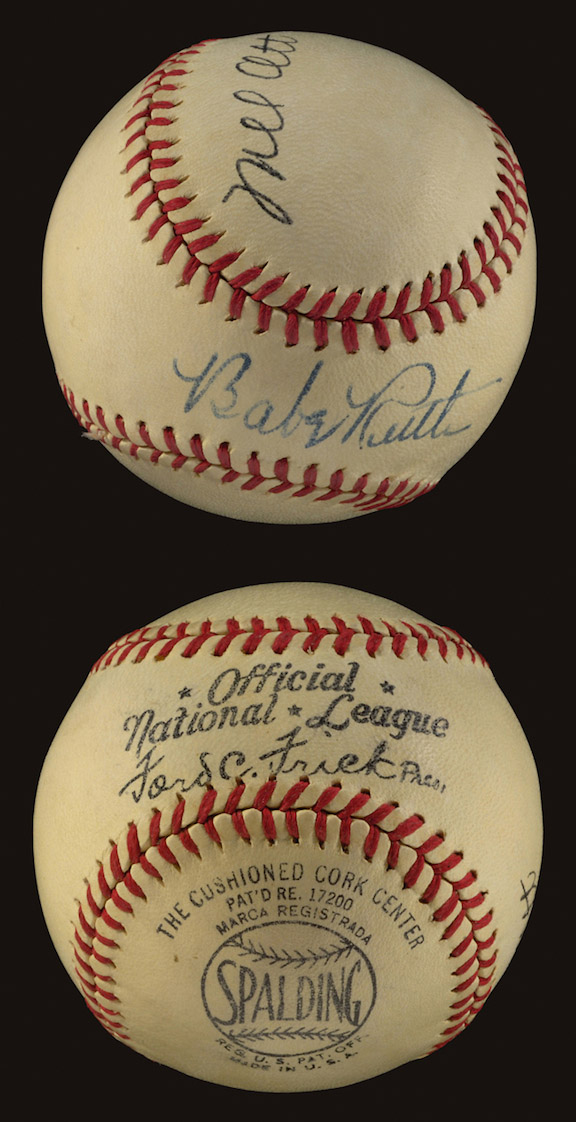 Mel Ott
Babe Ruth
Official
National League
Ford C. Frick Pres.
THE CUSHIONED CORK CENTER
PAT'D RE. 17200
MARCA REGISTRADA
SPALDING
REG. U. S. PAT. OFF.
MADE IN U. S. A.